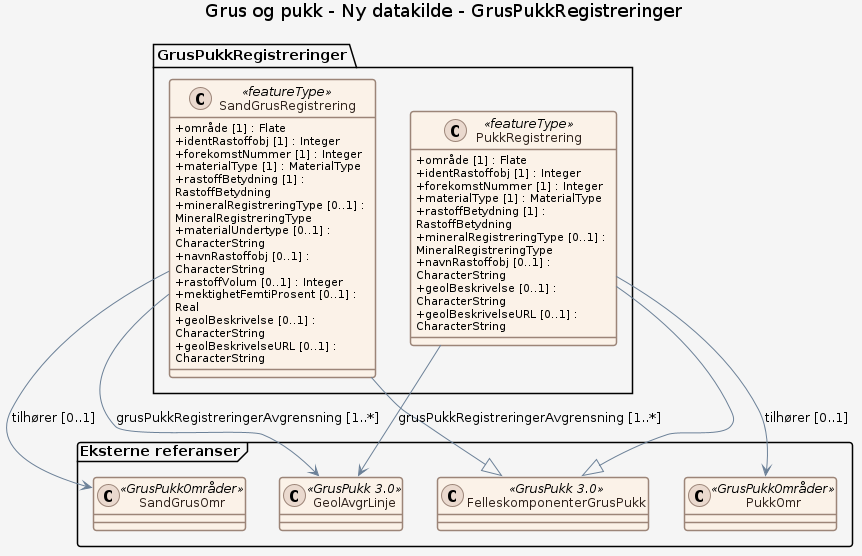 Grus og pukk - Ny datakilde - GrusPukkRegistreringer
GrusPukkRegistreringer
C
«featureType»
SandGrusRegistrering
+område [1] : Flate
+identRastoffobj [1] : Integer
+forekomstNummer [1] : Integer
+materialType [1] : MaterialType
+rastoffBetydning [1] :
RastoffBetydning
+mineralRegistreringType [0..1] :
MineralRegistreringType
+materialUndertype [0..1] :
CharacterString
+navnRastoffobj [0..1] :
CharacterString
+rastoffVolum [0..1] : Integer
+mektighetFemtiProsent [0..1] :
Real
+geolBeskrivelse [0..1] :
CharacterString
+geolBeskrivelseURL [0..1] :
CharacterString
C
«featureType»
PukkRegistrering
+område [1] : Flate
+identRastoffobj [1] : Integer
+forekomstNummer [1] : Integer
+materialType [1] : MaterialType
+rastoffBetydning [1] :
RastoffBetydning
+mineralRegistreringType [0..1] :
MineralRegistreringType
+navnRastoffobj [0..1] :
CharacterString
+geolBeskrivelse [0..1] :
CharacterString
+geolBeskrivelseURL [0..1] :
CharacterString
tilhører [0..1]
grusPukkRegistreringerAvgrensning [1..*]
grusPukkRegistreringerAvgrensning [1..*]
tilhører [0..1]
Eksterne referanser
C
«GrusPukkOmråder»
SandGrusOmr
C
«GrusPukk 3.0»
GeolAvgrLinje
C
«GrusPukk 3.0»
FelleskomponenterGrusPukk
C
«GrusPukkOmråder»
PukkOmr